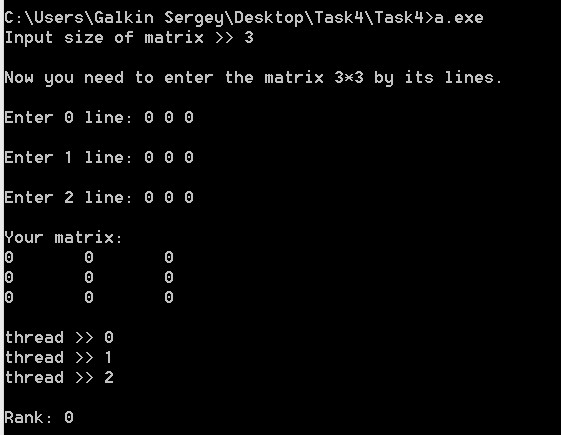 C:\Users\Galkin Sergey\Desktop\Task4\Task4>a.exe
Input size of matrix >> 3
Now you need to enter the matrix 3*3 by its lines.
Enter 0 line: 0 0 0
Enter 1 line: 0 0 0
Enter 2 line: 0 0 0
Your matrix:
0 0 0
0 0 0
0 0 0
thread >> 0
thread >> 1
thread >> 2
Rank: 0